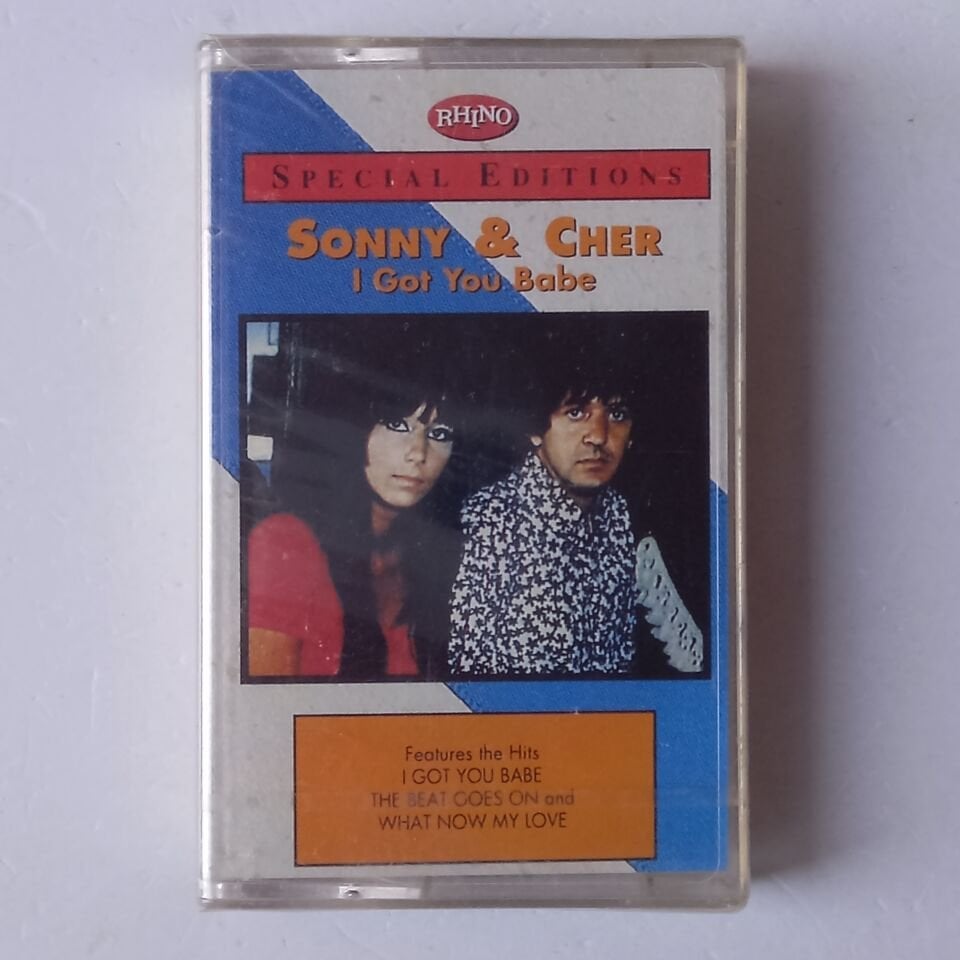 RHINO
SPECIAL EDITIONS
SONNY & CHER
I Got You Babe
Features the Hits
I GOT YOU BABE
THE BEAT GOES ON and
WHAT NOW MY LOVE